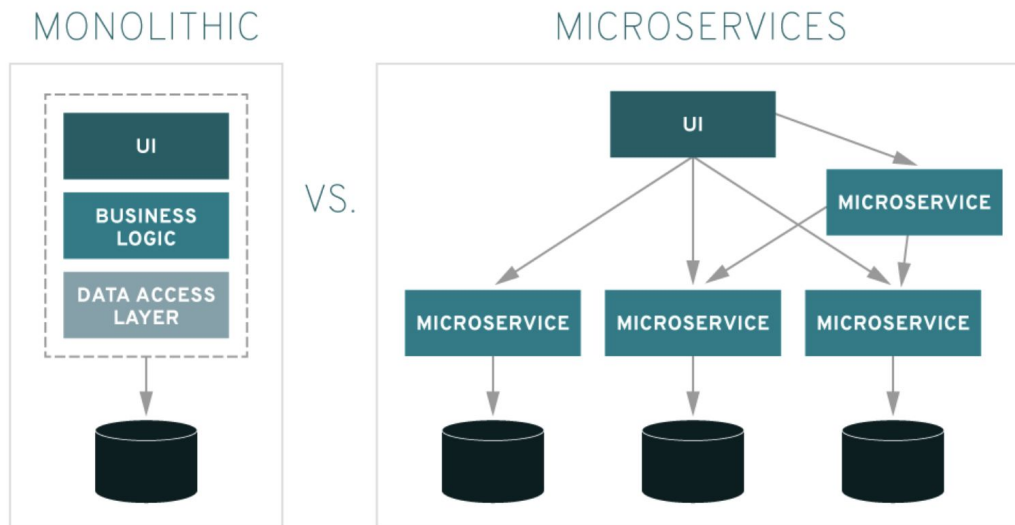 MONOLITHIC
UI
BUSINESS
LOGIC
DATA ACCESS
LAYER
VS.
MICROSERVICES
UI
MICROSERVICE
MICROSERVICE
MICROSERVICE
MICROSERVICE